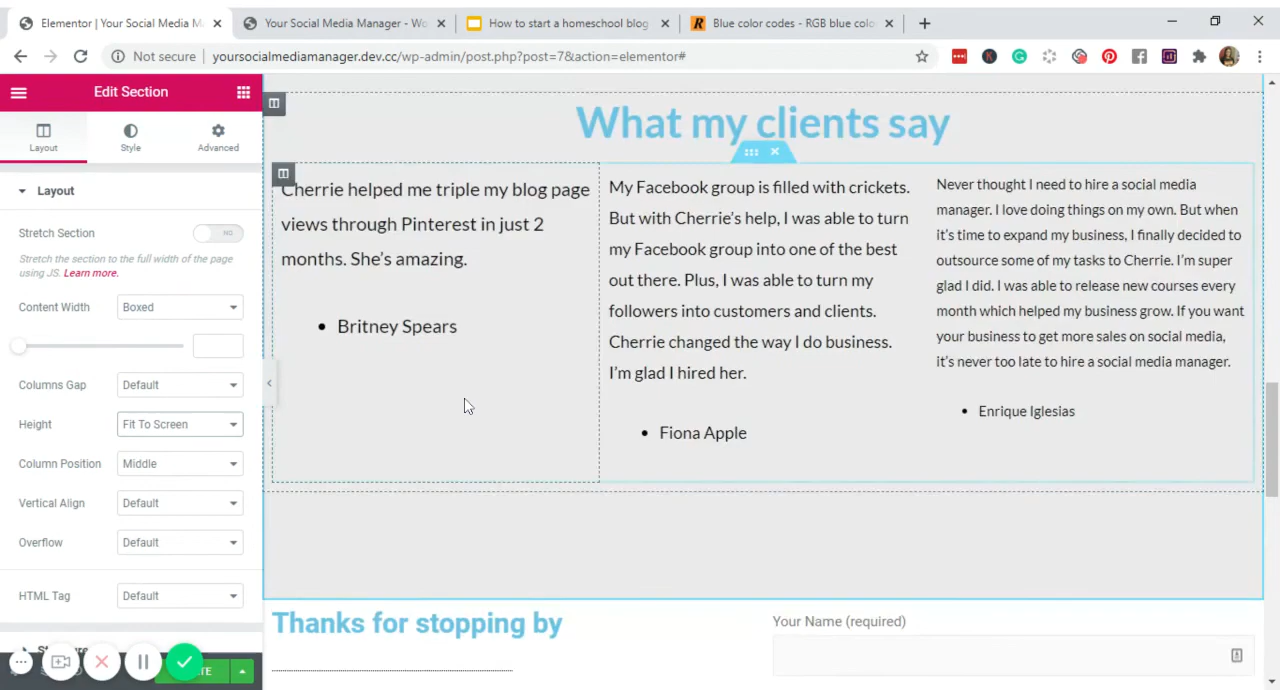 Elementor | Your Social Media M
Your Social Media Manager - Wo
How to start a homeschool blog
Blue color codes - RGB blue colo
Not secure
yoursocialmediamanager.dev.cc/wp-admin/post.php?post=7&action=elementor#
Edit Section
Layout
Style
Advanced
Layout
Stretch Section
NO
Stretch the section to the full width of the page
using JS. Learn more.
Content Width
Boxed
Columns Gap
Default
Height
Fit To Screen
Column Position
Middle
Vertical Align
Default
Overflow
Default
HTML Tag
Default
What my clients say
Cherrie helped me triple my blog page
views through Pinterest in just 2
months. She's amazing.
• Britney Spears
My Facebook group is filled with crickets.
But with Cherrie's help, I was able to turn
my Facebook group into one of the best
out there. Plus, I was able to turn my
followers into customers and clients.
Cherrie changed the way I do business.
I'm glad I hired her.
• Fiona Apple
Never thought I need to hire a social media
manager. I love doing things on my own. But when
it's time to expand my business, I finally decided to
outsource some of my tasks to Cherrie. I'm super
glad I did. I was able to release new courses every
month which helped my business grow. If you want
your business to get more sales on social media,
it's never too late to hire a social media manager.
• Enrique Iglesias
Thanks for stopping by
Your Name (required)